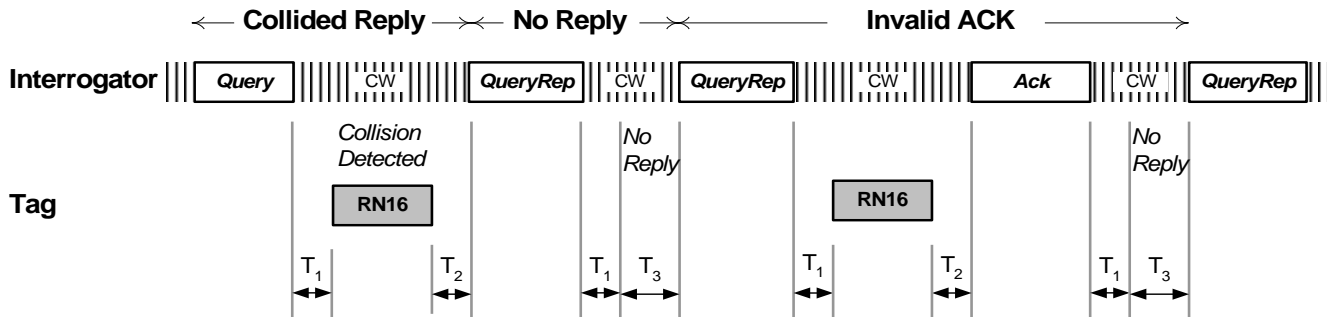 Collided Reply No Reply Invalid ACK
Interrogator Query CW QueryRep CW QueryRep CW Ack CW QueryRep
Collision Detected No Reply No Reply
Tag RN16 RN16
T1 T2 T1 T3 T1 T2 T1 T3